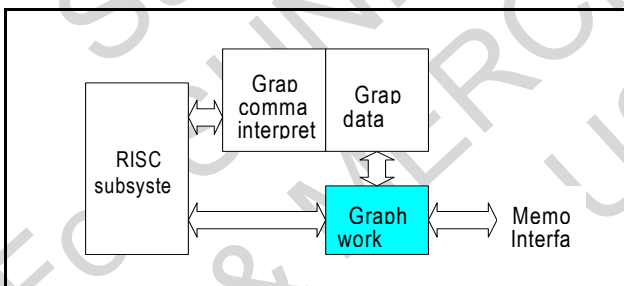 Grap
comma
interpret
Grap
data
RISC
subsyste
Graph
work
Memo
Interfa